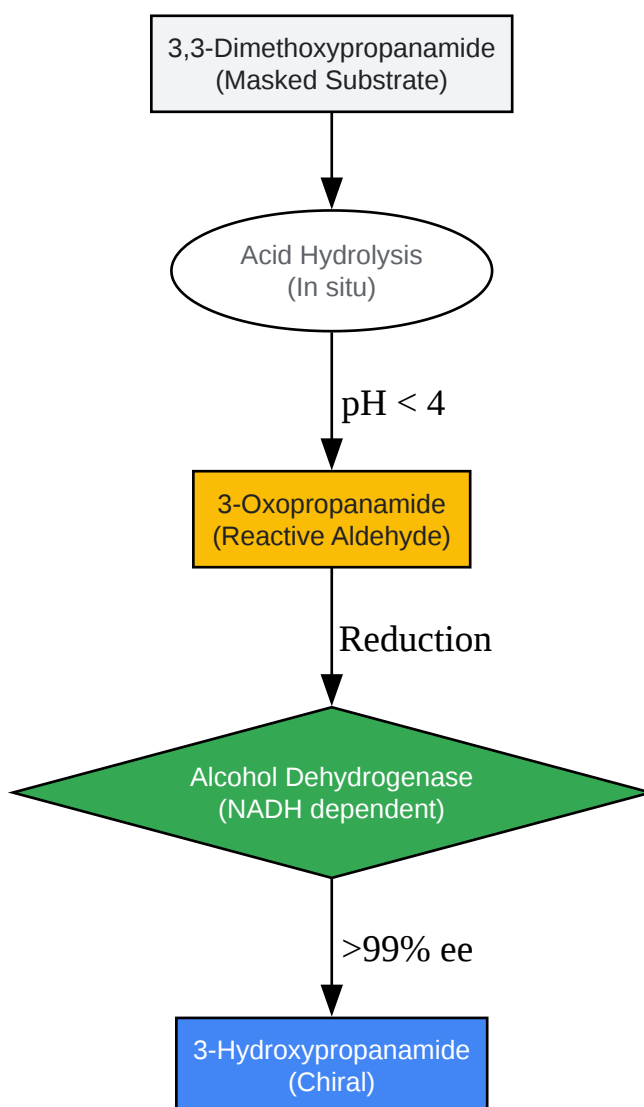 3,3-Dimethoxypropanamide
(Masked Substrate)
Acid Hydrolysis
(In situ)
pH < 4
3-Oxopropanamide
(Reactive Aldehyde)
Reduction
Alcohol Dehydrogenase
(NADH dependent)
>99% ee
3-Hydroxypropanamide
(Chiral)